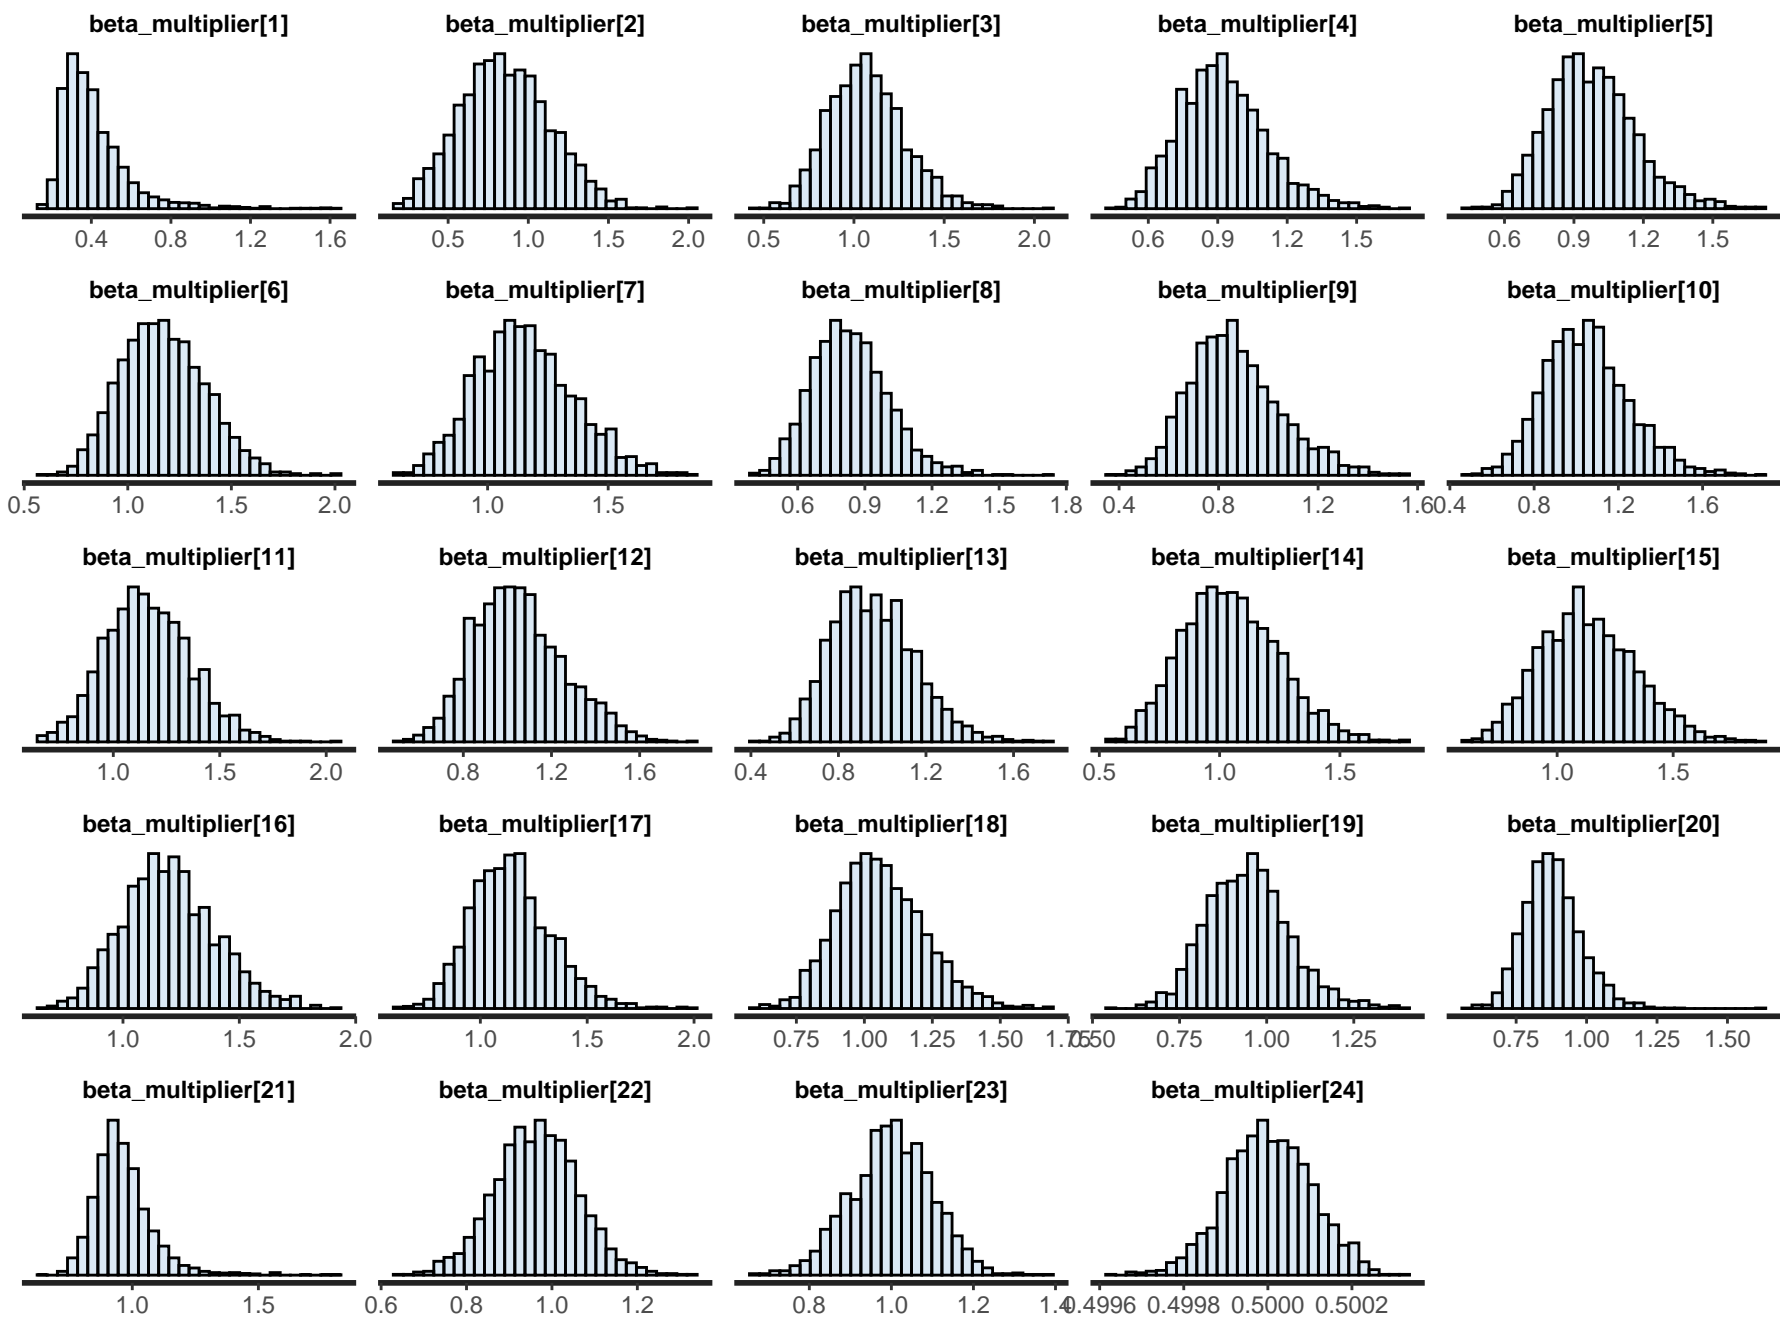 beta_multiplier[1] beta_multiplier[2] beta_multiplier[3] beta_multiplier[4] beta_multiplier[5]
0.4 0.8 1.2 1.6 0.5 1.0 1.5 2.0 0.5 1.0 1.5 2.0 0.6 0.9 1.2 1.5 0.6 0.9 1.2 1.5
beta_multiplier[6] beta_multiplier[7] beta_multiplier[8] beta_multiplier[9] beta_multiplier[10]
0.5 1.0 1.5 2.0 1.0 1.5 0.6 0.9 1.2 1.5 1.8 0.4 0.8 1.2 1.6 0.4 0.8 1.2 1.6
beta_multiplier[11] beta_multiplier[12] beta_multiplier[13] beta_multiplier[14] beta_multiplier[15]
1.0 1.5 2.0 0.8 1.2 1.6 0.4 0.8 1.2 1.6 0.5 1.0 1.5 1.0 1.5
beta_multiplier[16] beta_multiplier[17] beta_multiplier[18] beta_multiplier[19] beta_multiplier[20]
1.0 1.5 2.0 1.0 1.5 2.0 0.75 1.00 1.25 1.50 1.75 0.50 0.75 1.00 1.25 0.75 1.00 1.25 1.50
beta_multiplier[21] beta_multiplier[22] beta_multiplier[23] beta_multiplier[24]
1.0 1.5 0.6 0.8 1.0 1.2 0.8 1.0 1.2 1.4 0.4996 0.4998 0.5000 0.5002